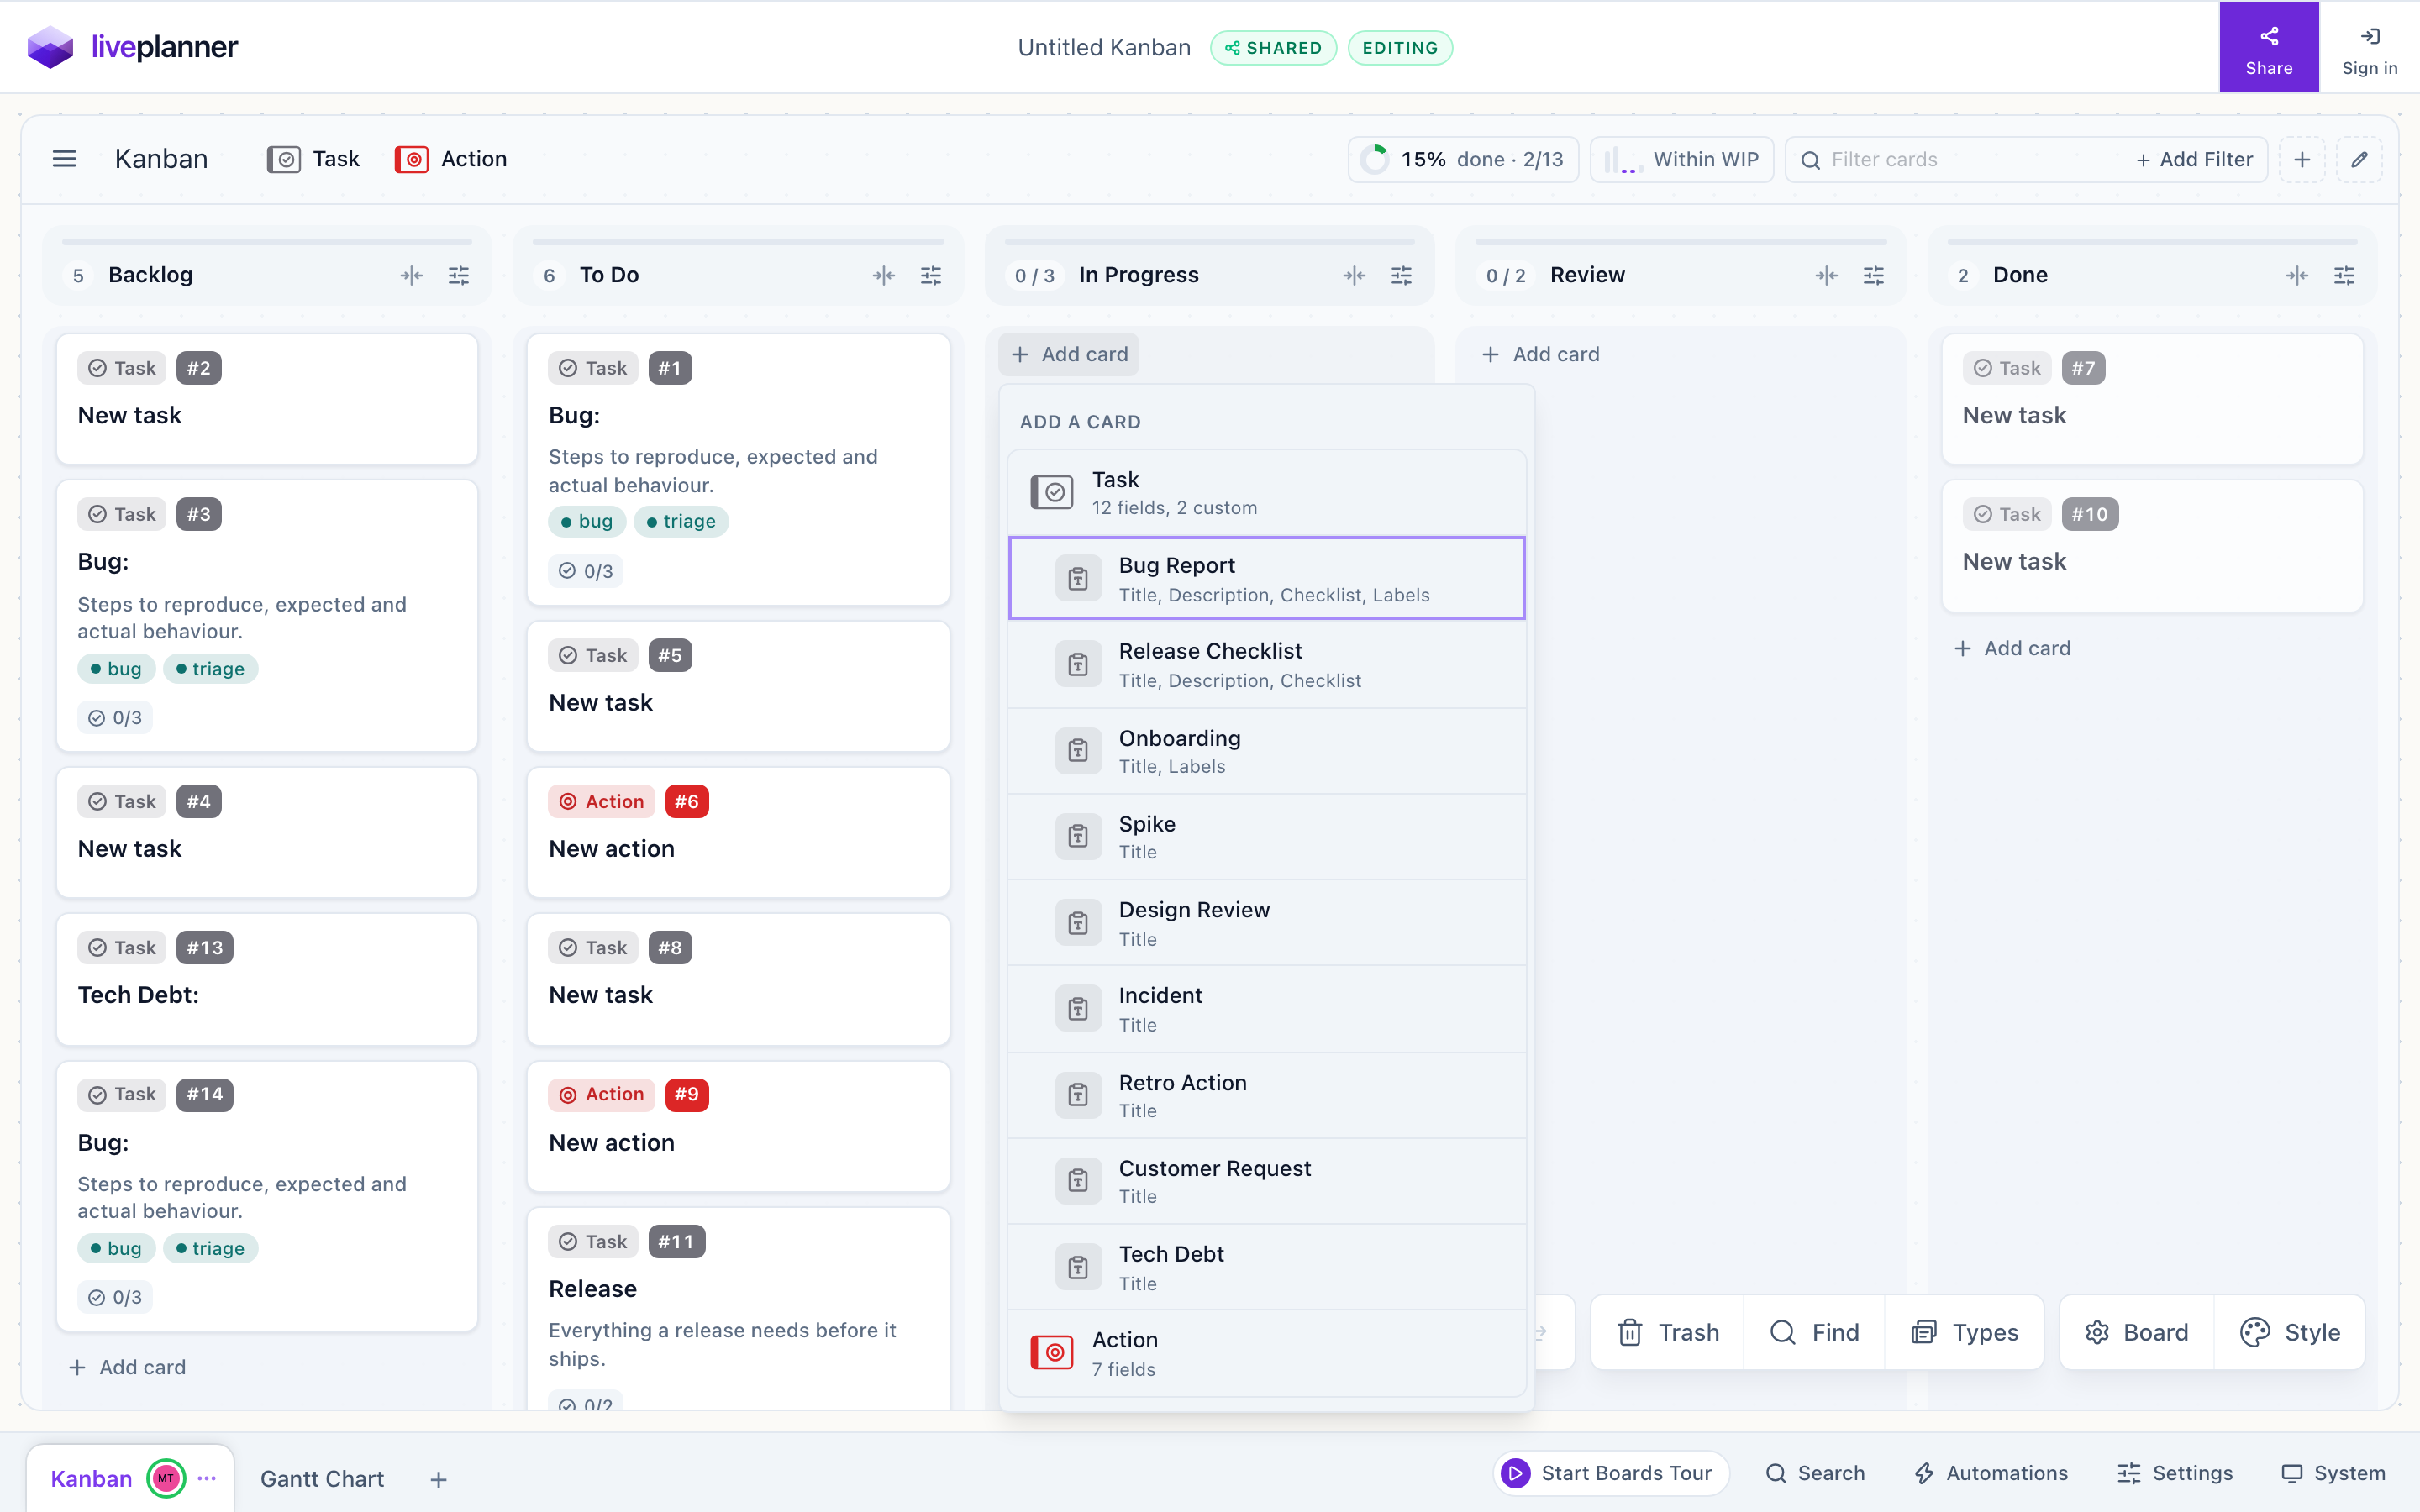 liveplanner
Untitled Kanban
SHARED
EDITING
Share
Sign in
Kanban
Task
Action
15% done · 2/13
Within WIP
Filter cards
+ Add Filter
5 Backlog
6 To Do
0 / 3 In Progress
0 / 2 Review
2 Done
Task #2
New task
Task #3
Bug:
Steps to reproduce, expected and
actual behaviour.
bug triage
0/3
Task #4
New task
Task #13
Tech Debt:
Task #14
Bug:
Steps to reproduce, expected and
actual behaviour.
bug triage
0/3
+ Add card
Task #1
Bug:
Steps to reproduce, expected and
actual behaviour.
bug triage
0/3
Task #5
New task
Action #6
New action
Task #8
New task
Action #9
New action
Task #11
Release
Everything a release needs before it
ships.
0/2
+ Add card
ADD A CARD
Task
12 fields, 2 custom
Bug Report
Title, Description, Checklist, Labels
Release Checklist
Title, Description, Checklist
Onboarding
Title, Labels
Spike
Title
Design Review
Title
Incident
Title
Retro Action
Title
Customer Request
Title
Tech Debt
Title
Action
7 fields
+ Add card
Task #7
New task
Task #10
New task
+ Add card
Trash
Find
Types
Board
Style
Kanban MT
Gantt Chart
Start Boards Tour
Search
Automations
Settings
System